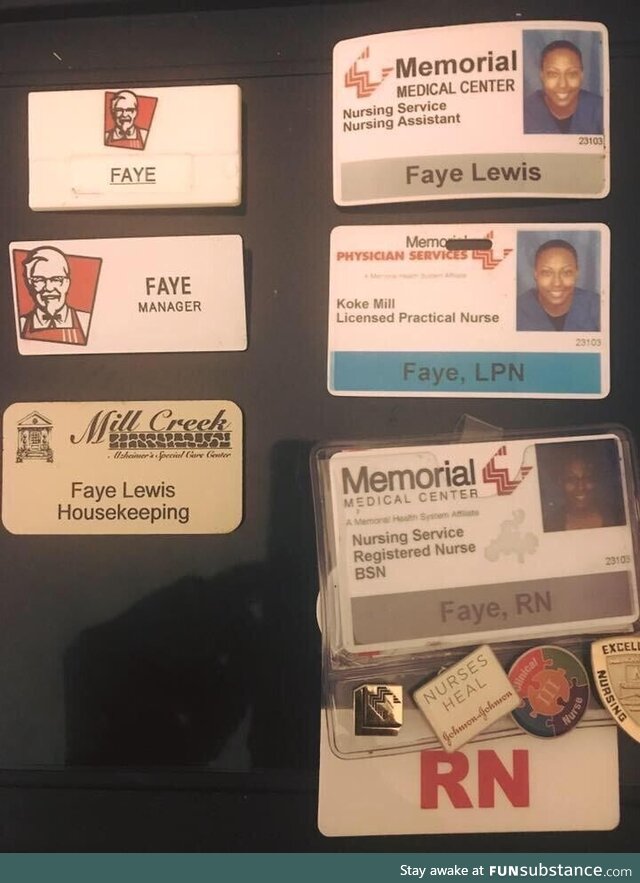 FAYE
FAYE
MANAGER
Mill Creek
Alzheimer's Special Care Center
Faye Lewis
Housekeeping
Memorial
MEDICAL CENTER
Nursing Service
Nursing Assistant
23103
Faye Lewis
PHYSICIAN SERVICES
A Memorial Health System Affiliate
Koke Mill
Licensed Practical Nurse
23103
Faye, LPN
Memorial
MEDICAL CENTER
A Memorial Health System Affiliate
Nursing Service
Registered Nurse
BSN
23103
Faye, RN
NURSES
HEAL
Johnson & Johnson
Clinical
III
Nurse
NURSING
RN
Stay awake at FUNsubstance.com